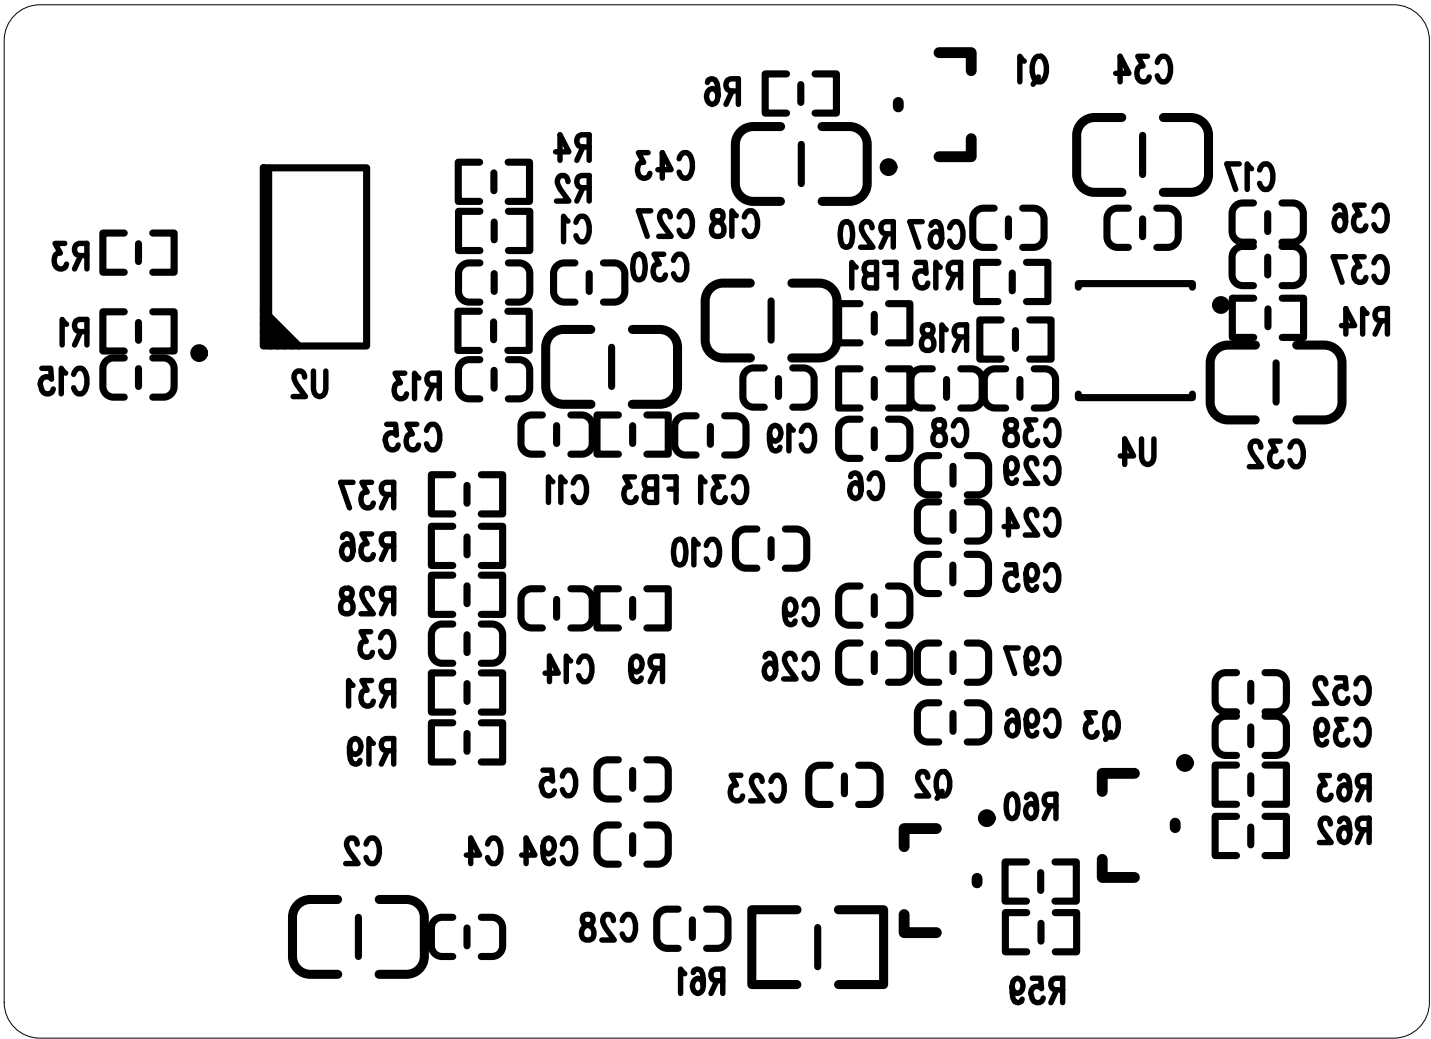 Q1 C34
R6
R4 C43
R2 C17
C1 C27 C18 R20 C67 C36
R3 C30 FB1 R15 C37
R1 R18 R14
C15 U2 R13
C35 C19 C8 C38 U4 C32
C29
R37 C11 FB3 C31 C6
C24
R36 C10
R28 C9 C95
C3
C14 R9 C26 C97
R31 C52
R19 C96 Q3 C39
C5 C23 Q2 R60 R63
R62
C2 C4 C94
C28
R61 R59